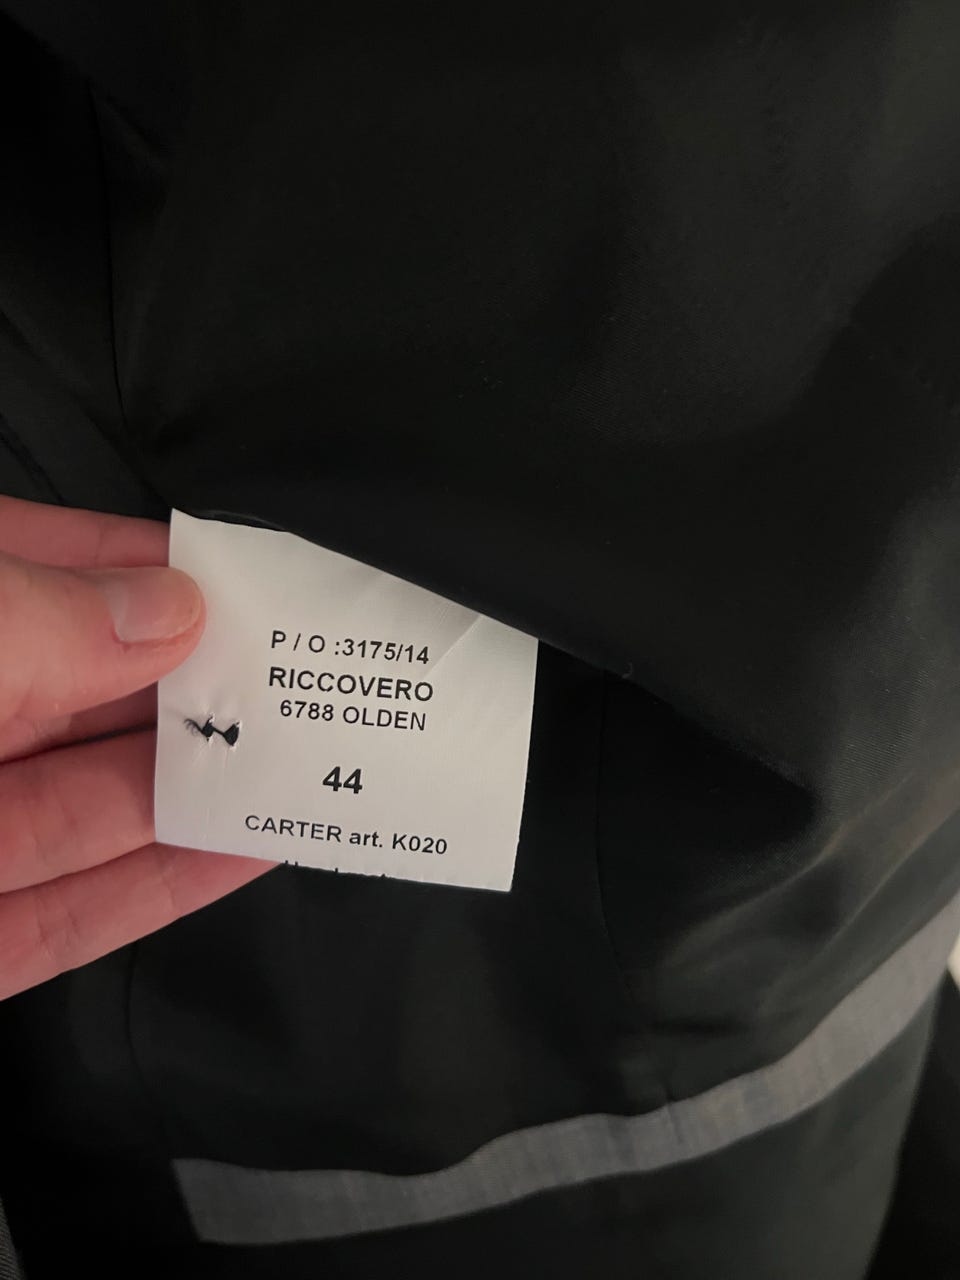 P / O :3175/14
RICCOVERO
6788 OLDEN
44
CARTER art. K020